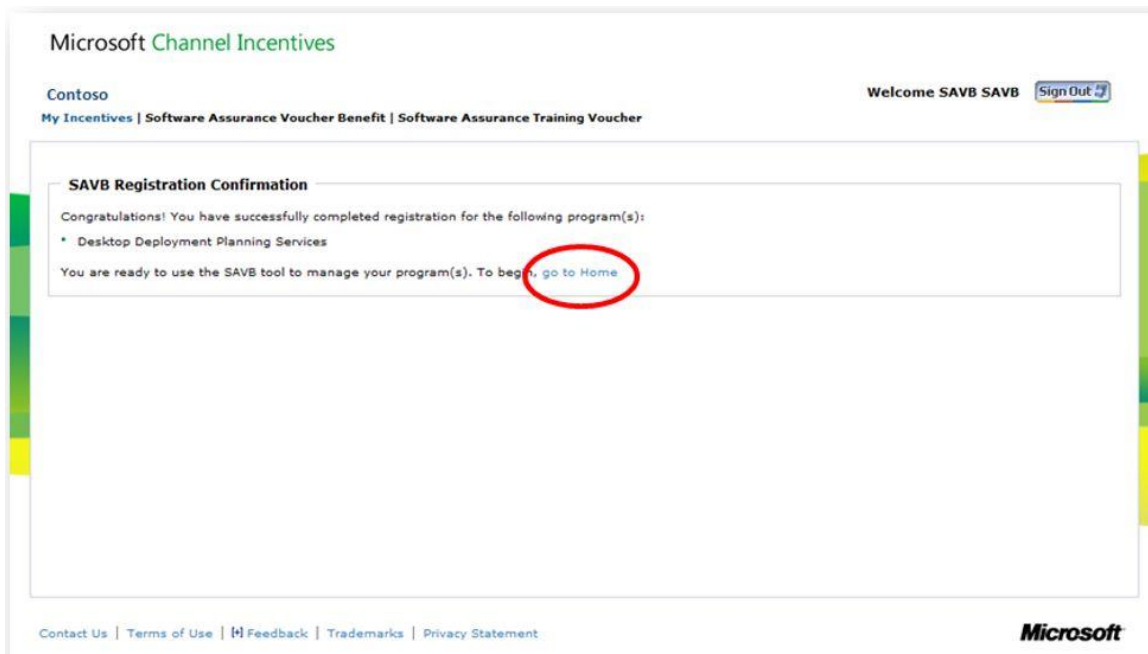 Microsoft Channel Incentives
Contoso
Welcome SAVB SAVB Sign Out
My Incentives | Software Assurance Voucher Benefit | Software Assurance Training Voucher
SAVB Registration Confirmation
Congratulations! You have successfully completed registration for the following program(s):
• Desktop Deployment Planning Services
You are ready to use the SAVB tool to manage your program(s). To begin, go to Home
Contact Us | Terms of Use | [+] Feedback | Trademarks | Privacy Statement
Microsoft